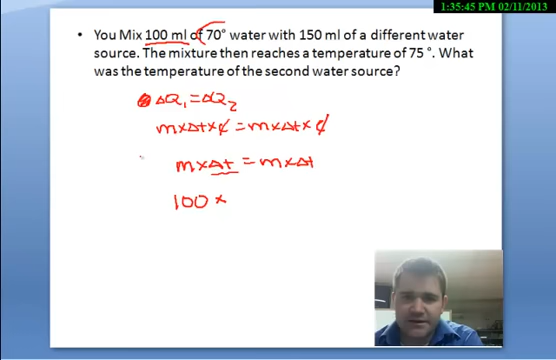 1:35:45 PM 02/11/2013
• You Mix 100 ml of 70° water with 150 ml of a different water
source. The mixture then reaches a temperature of 75 °. What
was the temperature of the second water source?
ΔQ₁=ΔQ₂
m×Δt×c=m×Δt×c
m×Δt=m×Δt
100×